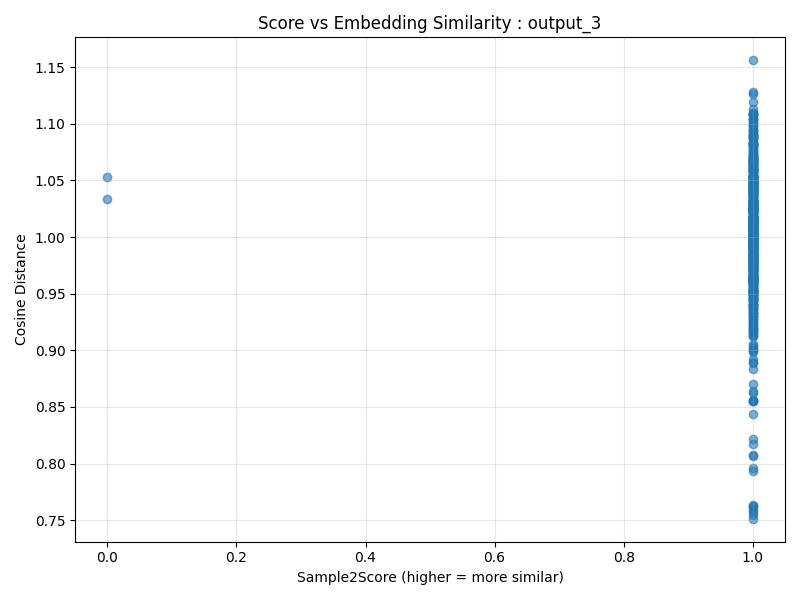 Score vs Embedding Similarity : output_3
1.15
1.10
1.05
1.00
0.95
0.90
0.85
0.80
0.75
Cosine Distance
0.0 0.2 0.4 0.6 0.8 1.0
Sample2Score (higher = more similar)